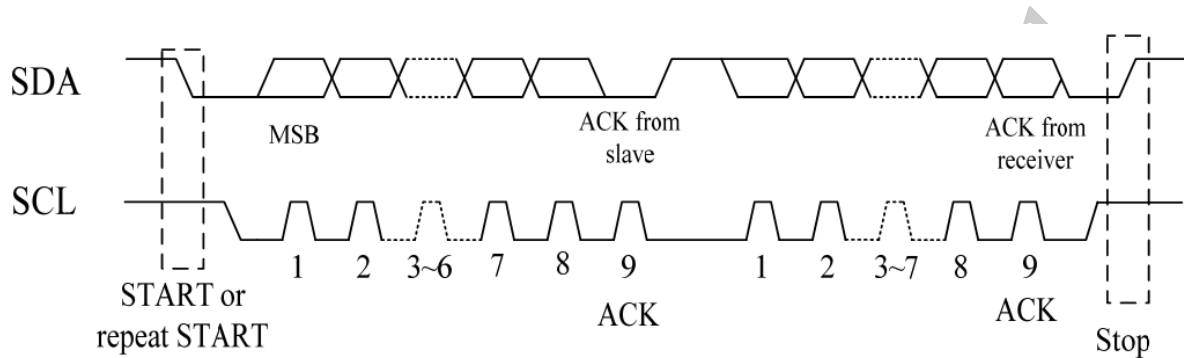 SDA
MSB
ACK from
slave
ACK from
receiver
SCL
1 2 3~6 7 8 9 1 2 3~7 8 9
START or
repeat START
ACK
ACK
Stop